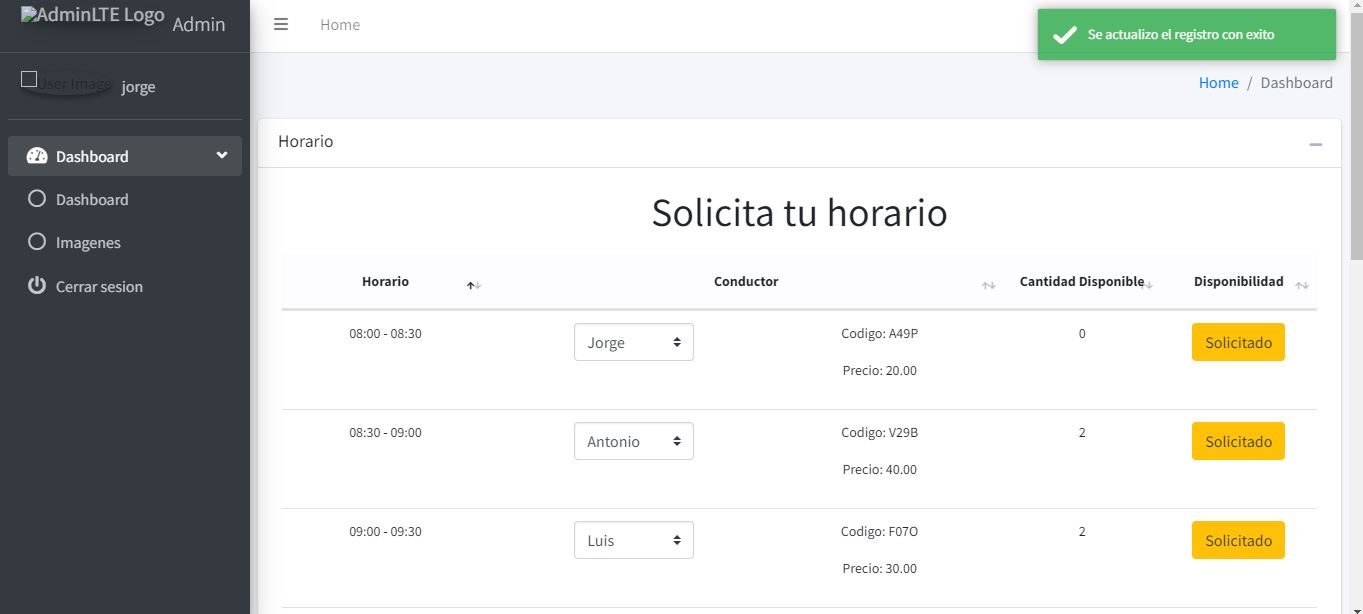 AdminLTE Logo
Admin
Home
Se actualizo el registro con exito
User Image
jorge
Home / Dashboard
Dashboard
Dashboard
Imagenes
Cerrar sesion
Horario
Solicita tu horario
Horario Conductor Cantidad Disponible Disponibilidad
08:00 - 08:30 Jorge Codigo: A49P 0 Solicitado
Precio: 20.00
08:30 - 09:00 Antonio Codigo: V29B 2 Solicitado
Precio: 40.00
09:00 - 09:30 Luis Codigo: F07O 2 Solicitado
Precio: 30.00